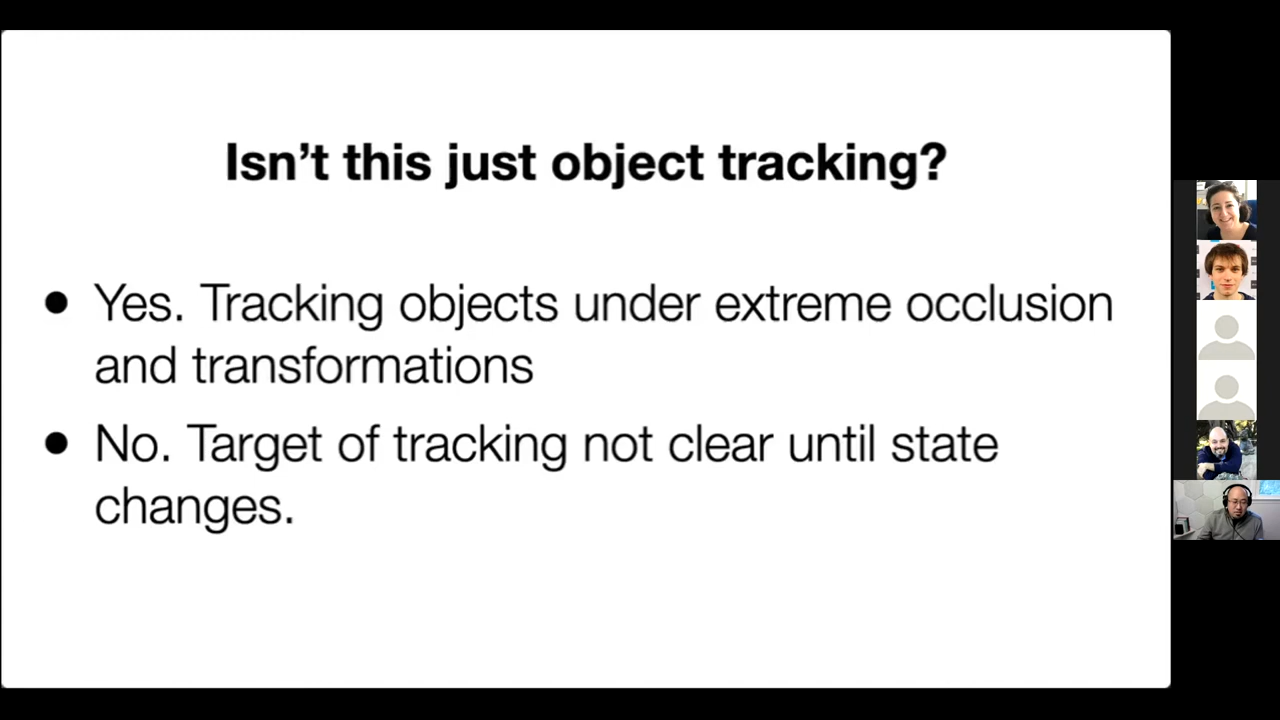 Isn’t this just object tracking?
● Yes. Tracking objects under extreme occlusion
and transformations
● No. Target of tracking not clear until state
changes.